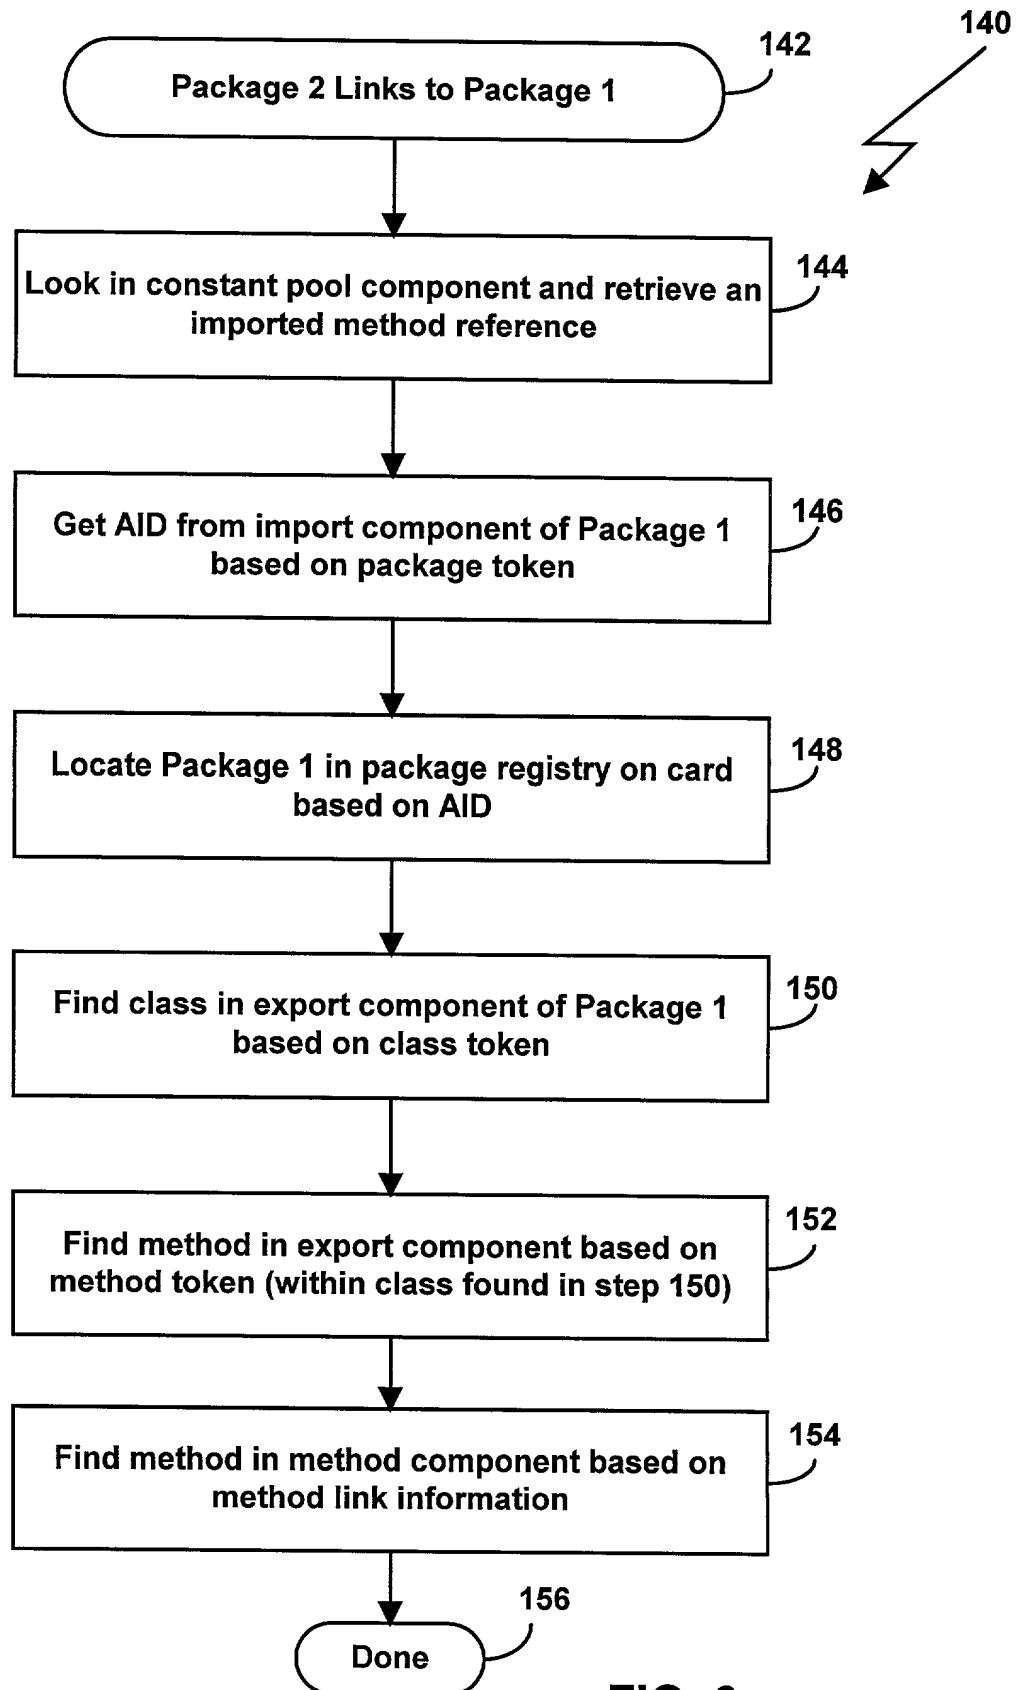 140
142
Package 2 Links to Package 1
144
Look in constant pool component and retrieve an
imported method reference
146
Get AID from import component of Package 1
based on package token
148
Locate Package 1 in package registry on card
based on AID
150
Find class in export component of Package 1
based on class token
152
Find method in export component based on
method token (within class found in step 150)
154
Find method in method component based on
method link information
156
Done
FIG.